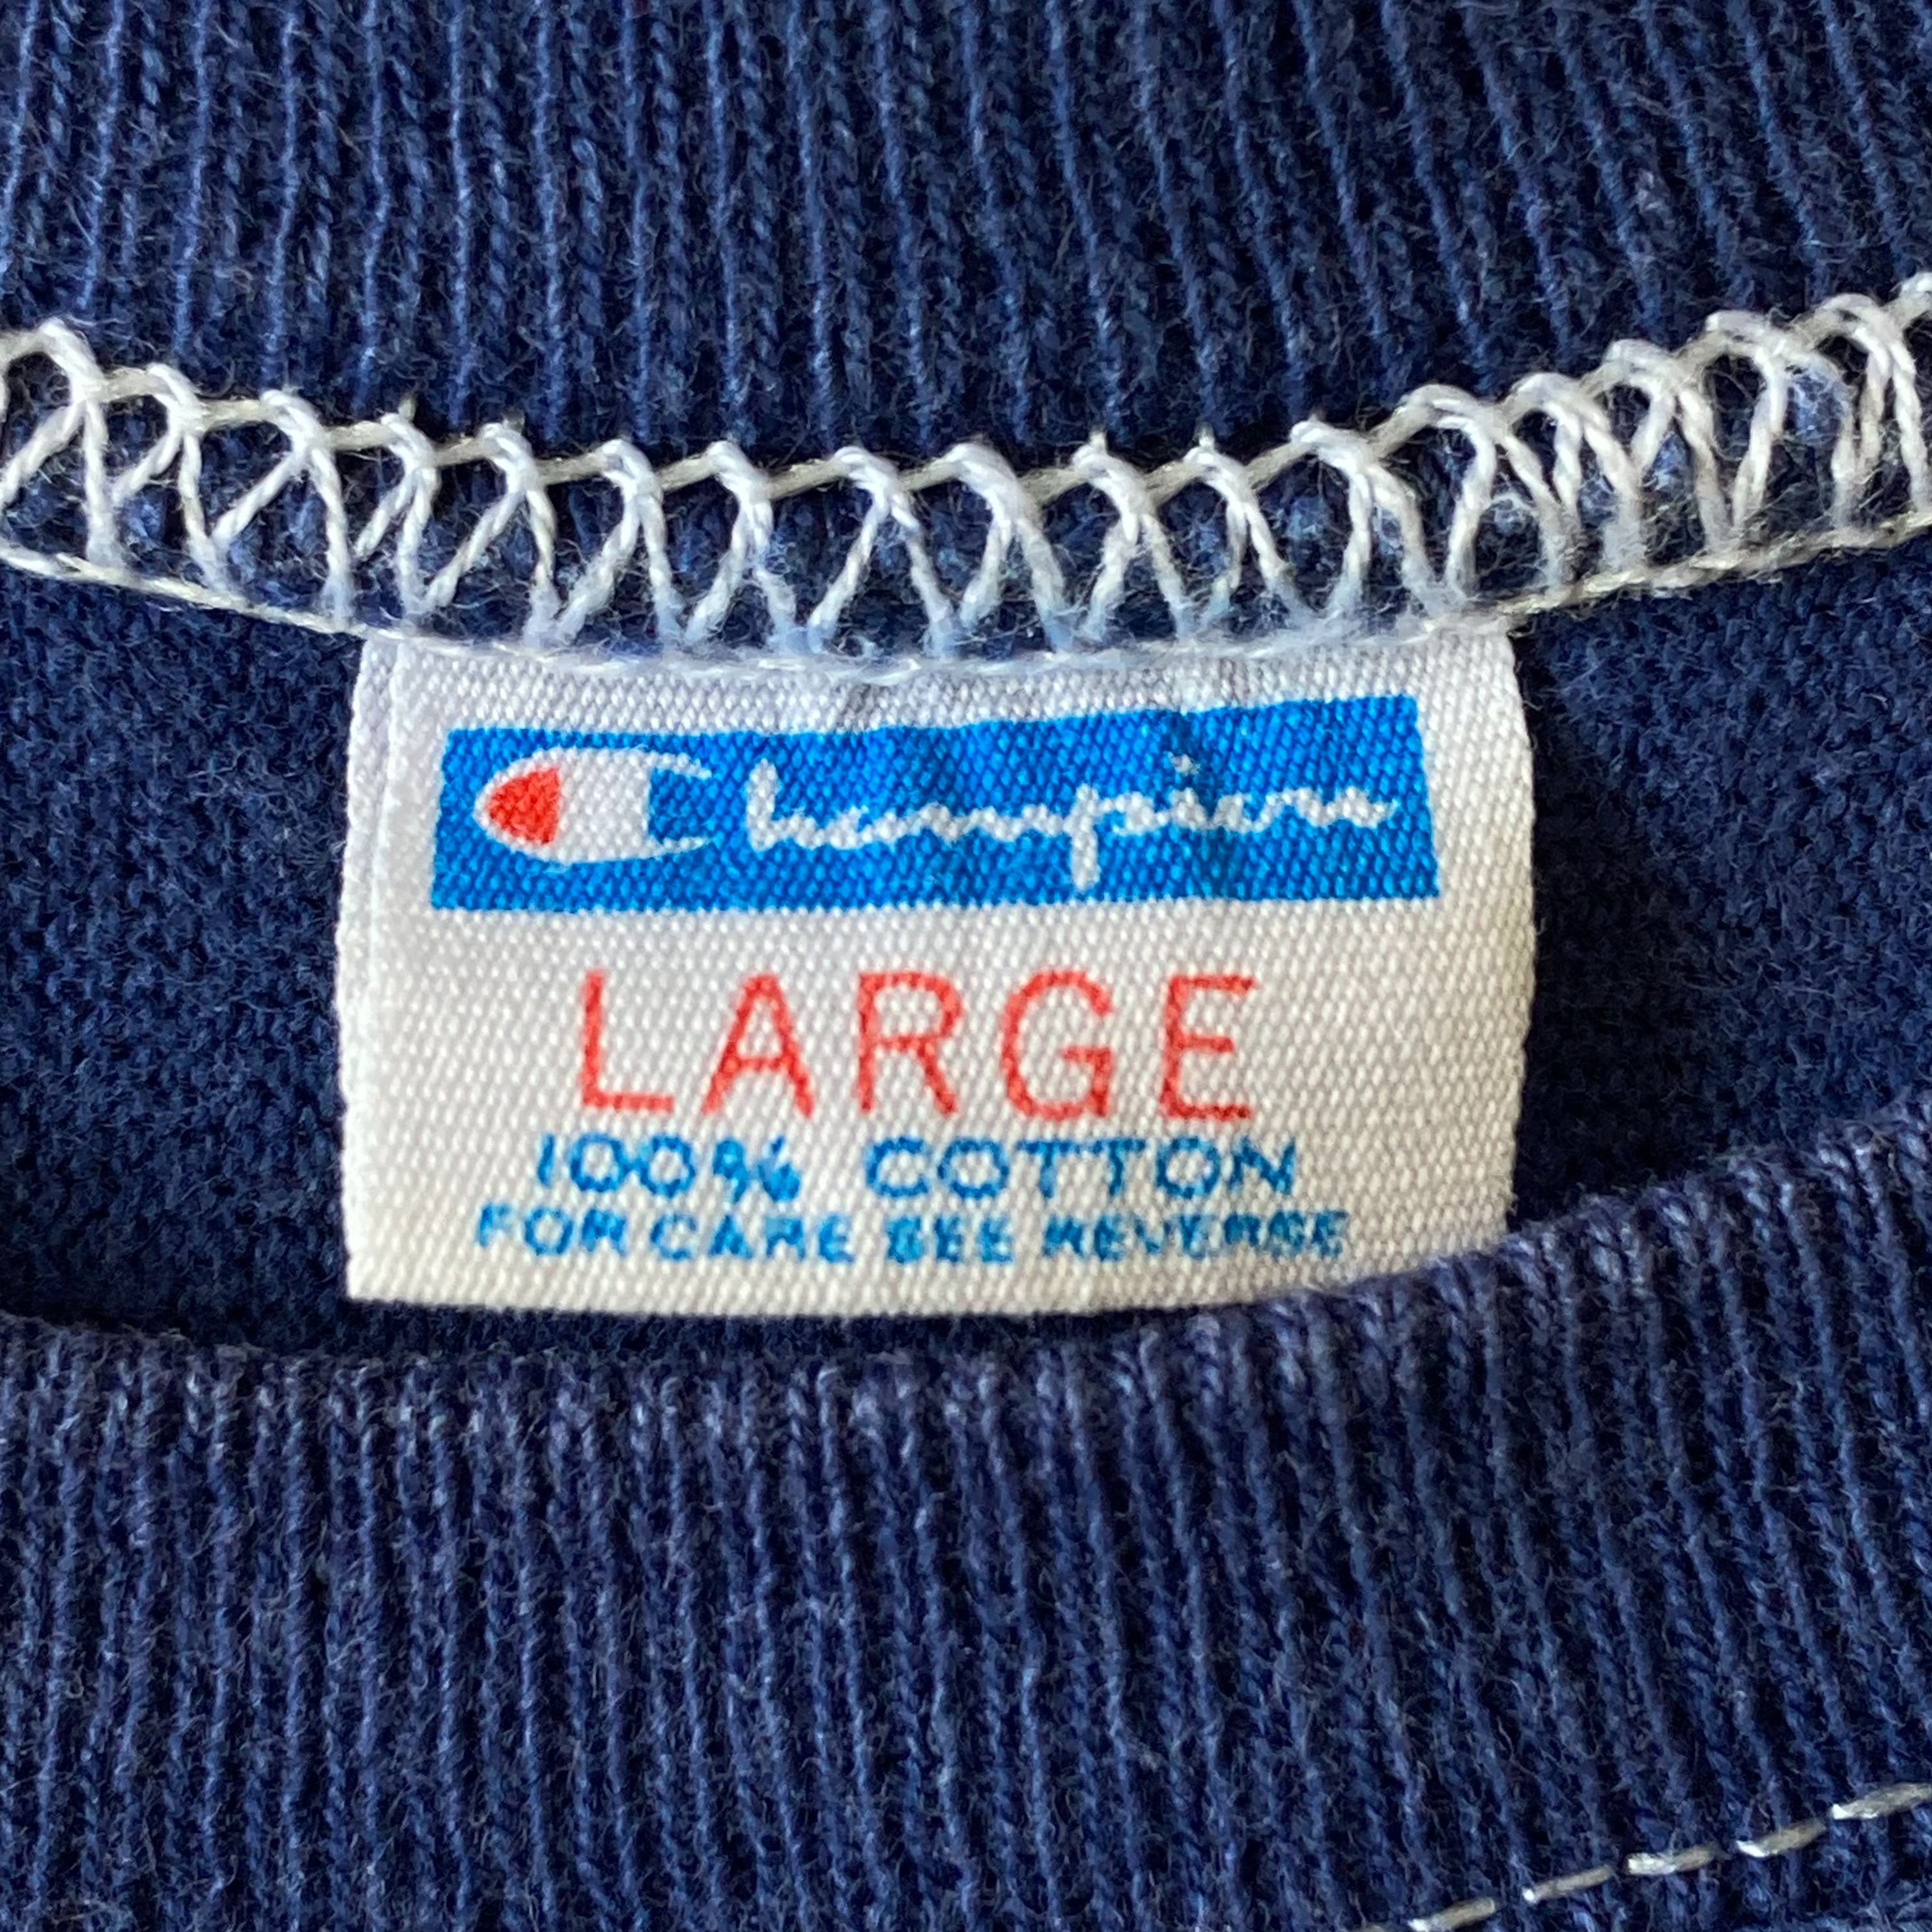 Champion
LARGE
100% COTTON
FOR CARE SEE REVERSE